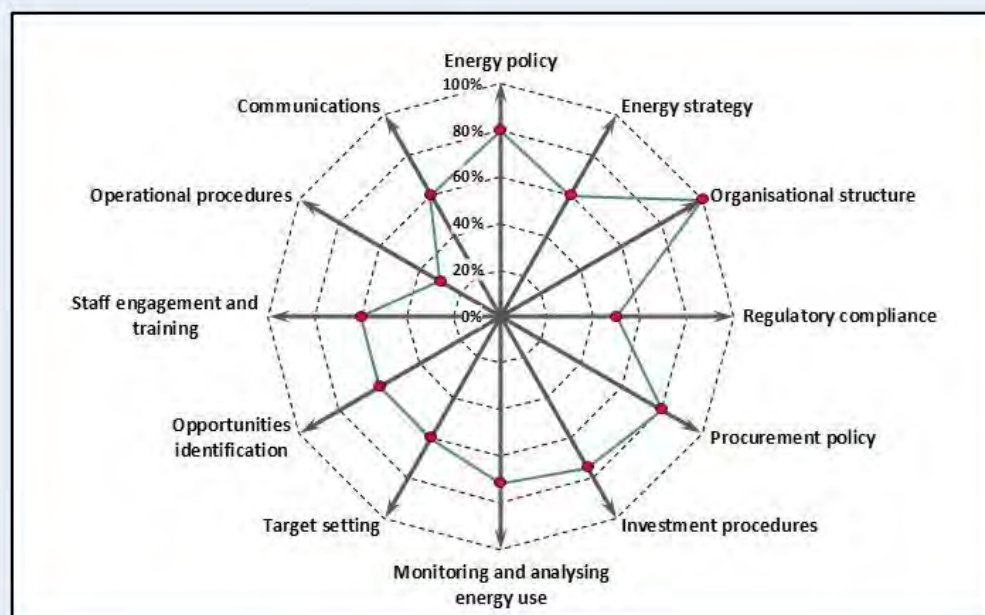 Energy policy
100%
Communications
Energy strategy
80%
Operational procedures
60%
Organisational structure
40%
20%
Staff engagement and
training
0%
Regulatory compliance
Opportunities
identification
Procurement policy
Target setting
Investment procedures
Monitoring and analysing
energy use